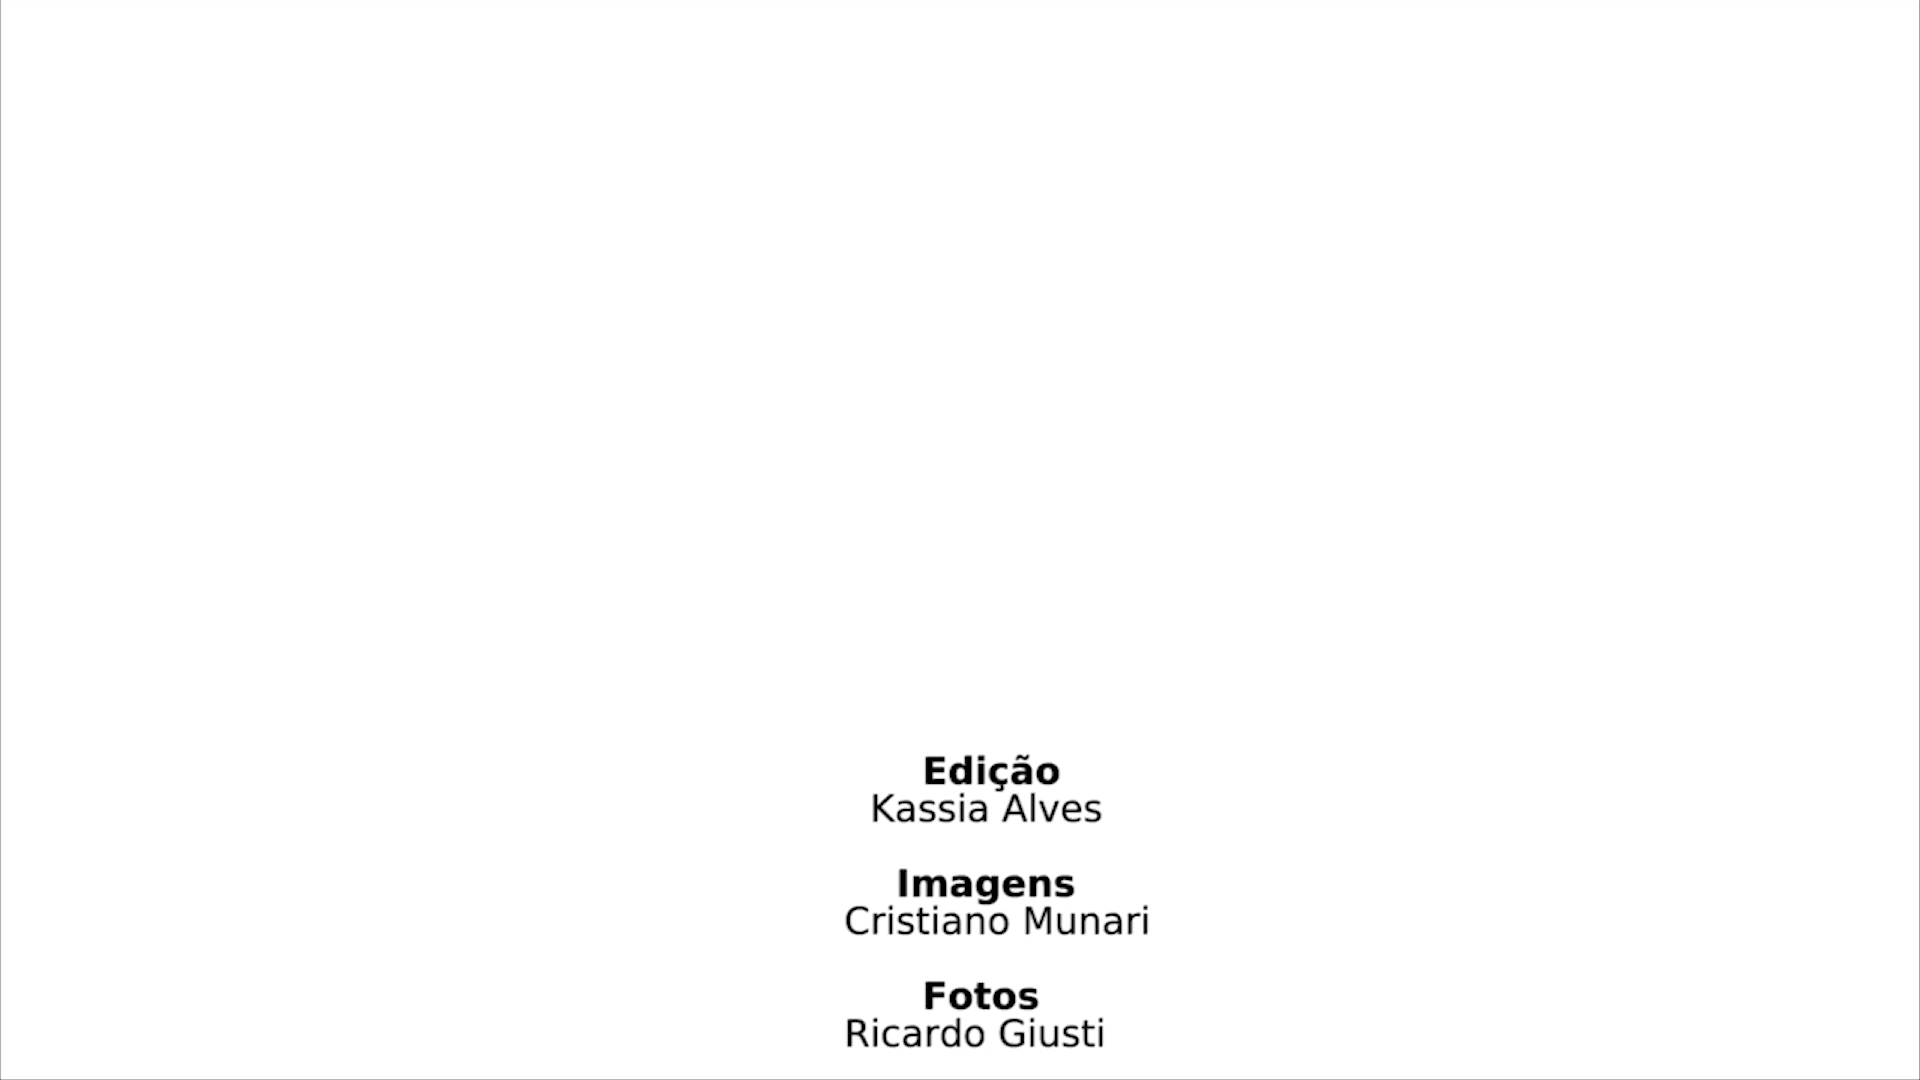 Edição
Kassia Alves
Imagens
Cristiano Munari
Fotos
Ricardo Giusti